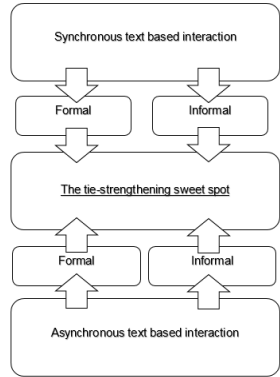 Synchronous text based interaction
Formal Informal
The tie-strengthening sweet spot
Formal Informal
Asynchronous text based interaction